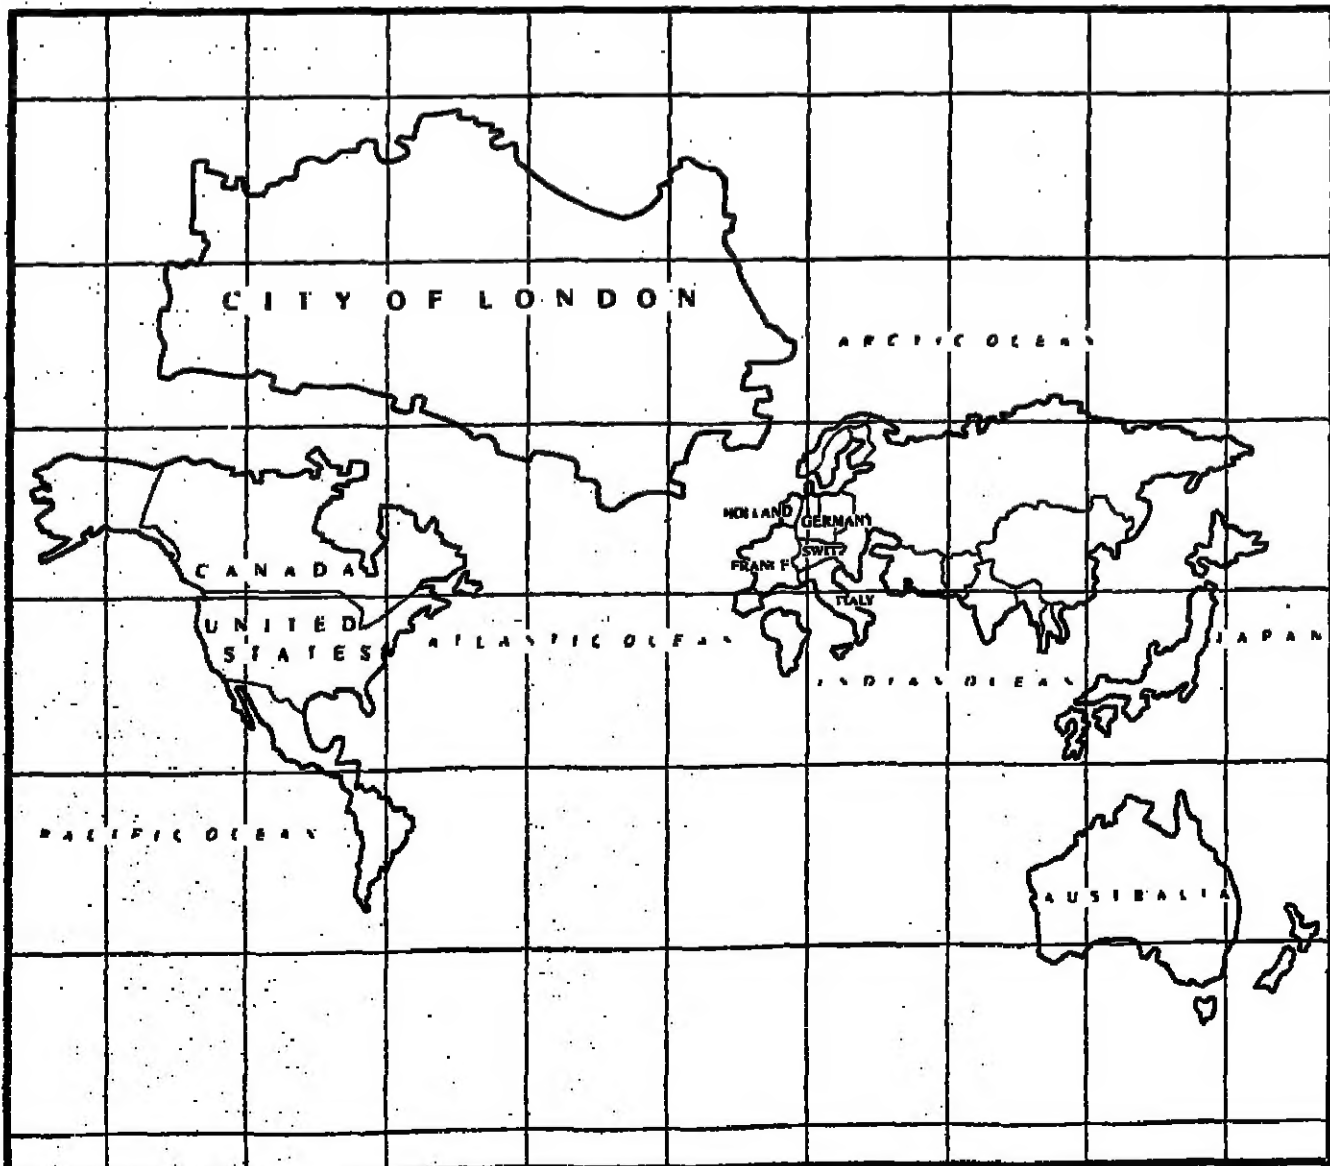 CITY OF LONDON
ARCTIC OCEAN
HOLLAND
GERMANY
SWIT
FRANCE
ITALY
CANADA
UNITED
STATES
ATLANTIC OCEAN
JAPAN
INDIAN OCEAN
PACIFIC OCEAN
AUSTRALIA